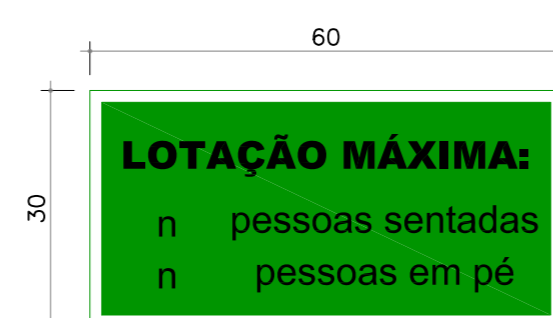 60
30
LOTAÇÃO MÁXIMA:
n pessoas sentadas
n pessoas em pé